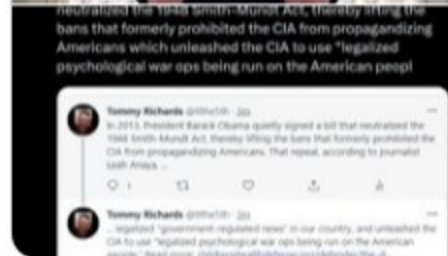 neutralized the 1948 Smith-Mundt Act, thereby lifting the
bans that formerly prohibited the CIA from propagandizing
Americans which unleashed the CIA to use "legalized
psychological war ops being run on the American peopl
Tommy Richards
In 2013, President Barack Obama quietly signed a bill that neutralized the
1948 Smith-Mundt Act, thereby lifting the bans that formerly prohibited the
CIA from propagandizing Americans. That repeal, according to journalist
1
Tommy Richards
... legalized "government regulated news" in our country, and unleashed the
CIA to use "legalized psychological war ops being run on the American
people." Read more: